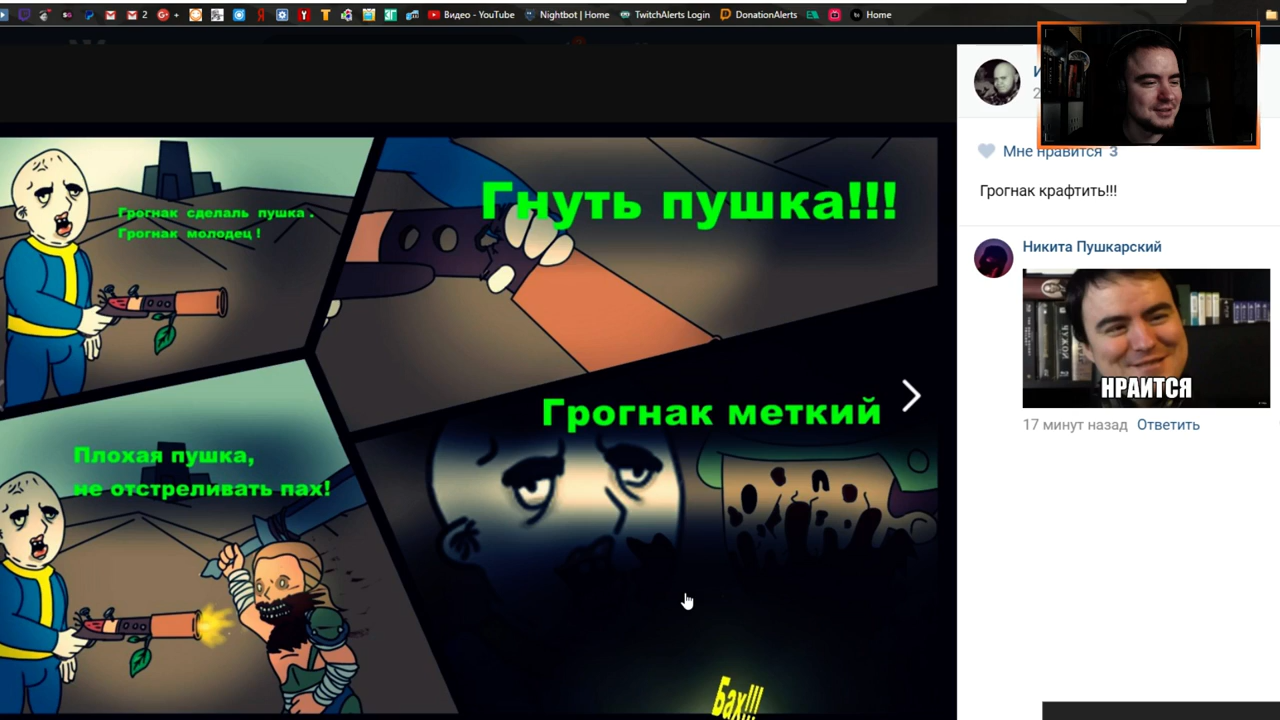 2
Видео - YouTube
Nightbot | Home
TwitchAlerts Login
DonationAlerts
Home
Грогнак сделаль пушка.
Грогнак молодец!
Гнуть пушка!!!
Плохая пушка,
не отстреливать пах!
Грогнак меткий
Бах!!!
Мне нравится 3
Грогнак крафтить!!!
Никита Пушкарский
НРАИТСЯ
17 минут назад Ответить